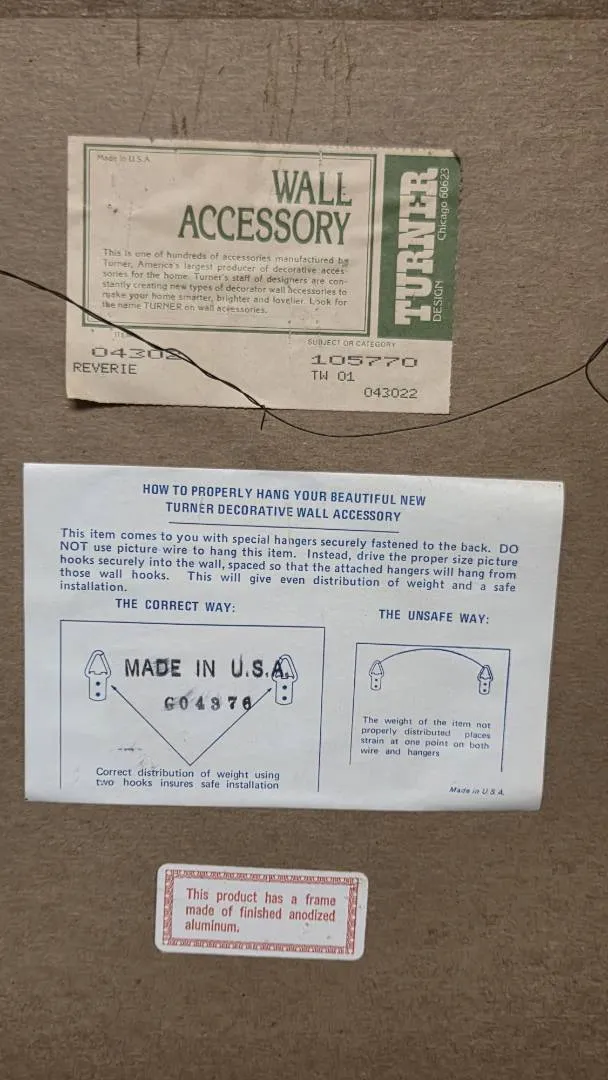 Made in U.S.A.
WALL
ACCESSORY
This is one of hundreds of accessories manufactured by
Turner, America's largest producer of decorative acces-
sories for the home. Turner's staff of designers are con-
stantly creating new types of decorator wall accessories to
make your home smarter, brighter and lovelier. Look for
the name TURNER on wall accessories.
TURNER
DESIGN
Chicago 60623
SUBJECT OR CATEGORY
04302 105770
REVERIE TW 01
043022
HOW TO PROPERLY HANG YOUR BEAUTIFUL NEW
TURNER DECORATIVE WALL ACCESSORY
This item comes to you with special hangers securely fastened to the back. DO
NOT use picture wire to hang this item. Instead, drive the proper size picture
hooks securely into the wall, spaced so that the attached hangers will hang from
those wall hooks. This will give even distribution of weight and a safe
installation.
THE CORRECT WAY:
MADE IN U.S.A.
G04376
Correct distribution of weight using
two hooks insures safe installation
THE UNSAFE WAY:
The weight of the item not
properly distributed places
strain at one point on both
wire and hangers
Made in U.S.A.
This product has a frame
made of finished anodized
aluminum.